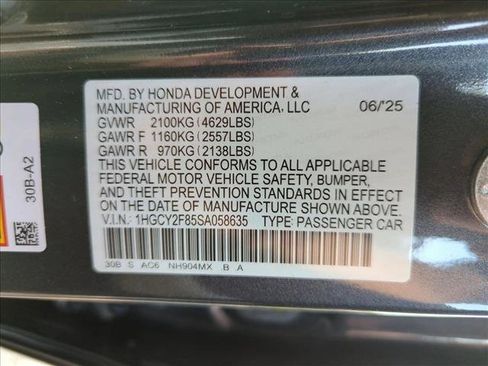 MFD. BY HONDA DEVELOPMENT &
MANUFACTURING OF AMERICA, LLC 06/'25
GVWR 2100KG(4629LBS)
GAWR F 1160KG(2557LBS)
GAWR R 970KG(2138LBS)
THIS VEHICLE CONFORMS TO ALL APPLICABLE
FEDERAL MOTOR VEHICLE SAFETY, BUMPER,
AND THEFT PREVENTION STANDARDS IN EFFECT
ON THE DATE OF MANUFACTURE SHOWN ABOVE.
V.I.N.: 1HGCY2F85SA058635 TYPE: PASSENGER CAR
30B S AC6 NH904MX B A
30B-A2